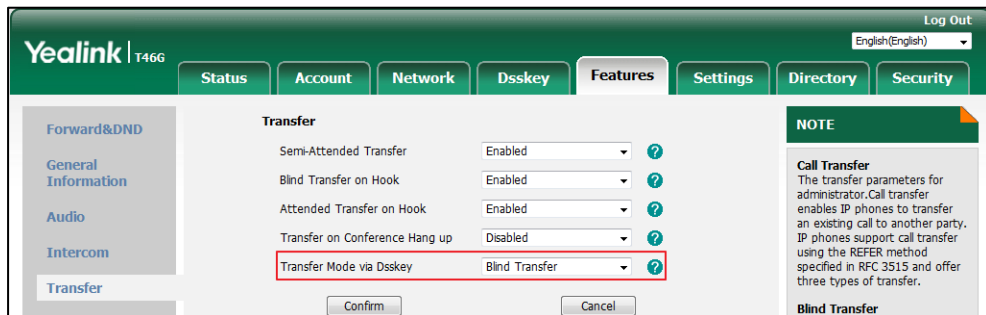 Log Out
Yealink T46G
English(English)
Status Account Network Dsskey Features Settings Directory Security
Forward&DND
General
Information
Audio
Intercom
Transfer
Transfer
Semi-Attended Transfer Enabled ?
Blind Transfer on Hook Enabled ?
Attended Transfer on Hook Enabled ?
Transfer on Conference Hang up Disabled ?
Transfer Mode via Dsskey Blind Transfer ?
Confirm Cancel
NOTE
Call Transfer
The transfer parameters for
administrator.Call transfer
enables IP phones to transfer
an existing call to another party.
IP phones support call transfer
using the REFER method
specified in RFC 3515 and offer
three types of transfer.
Blind Transfer